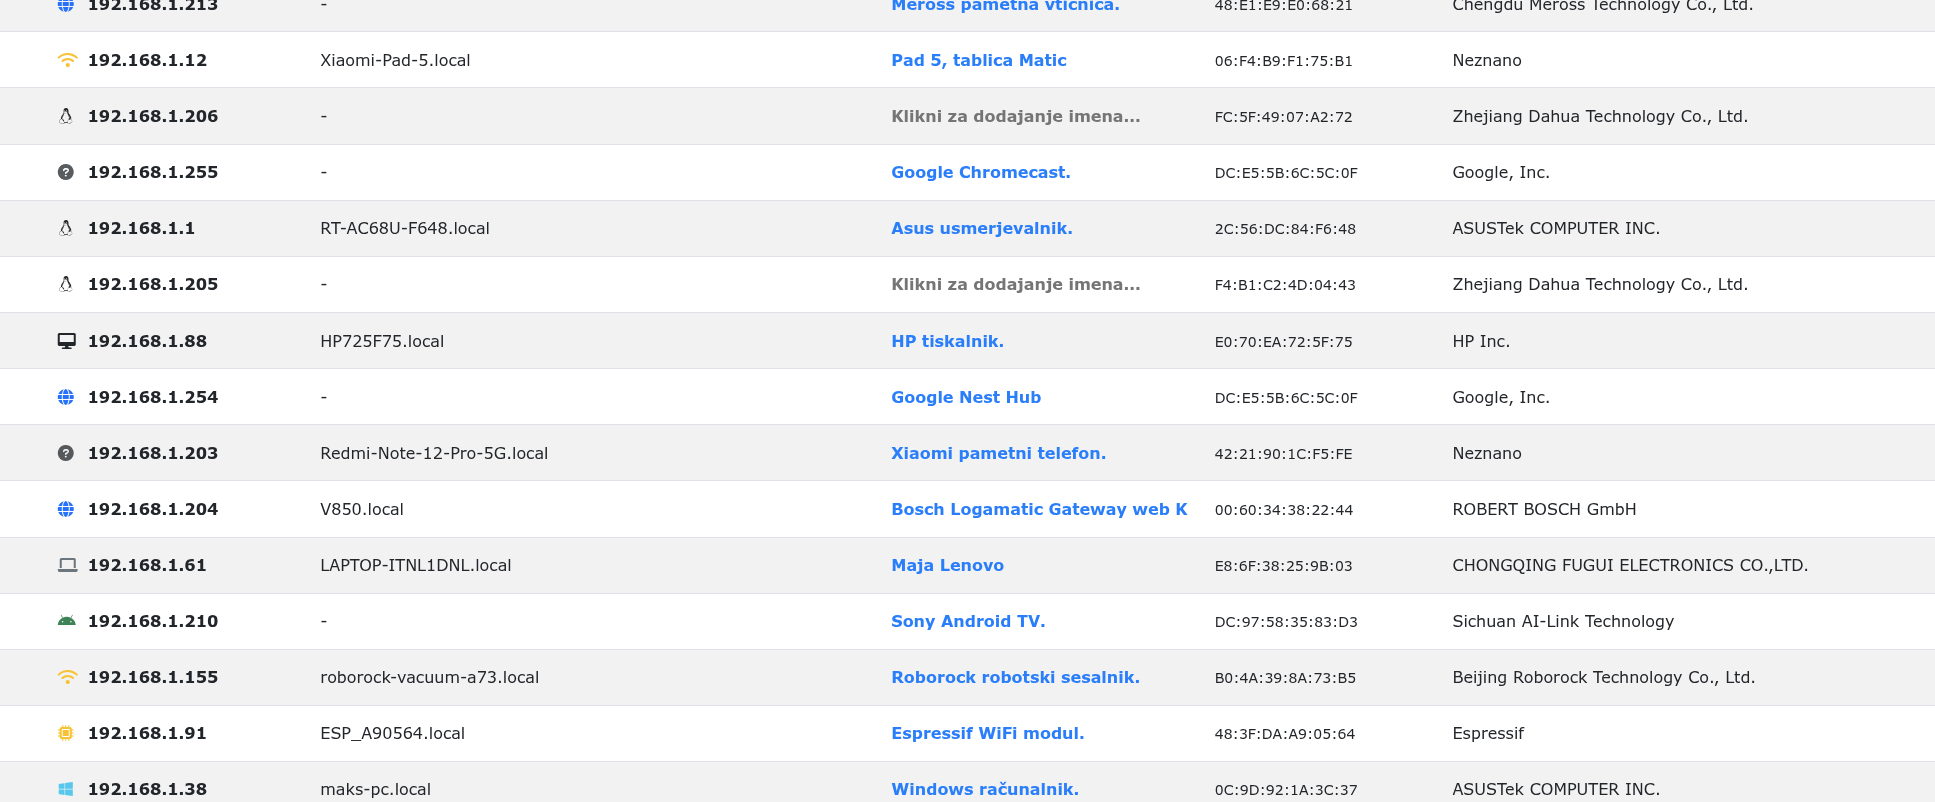 192.168.1.213 - Meross pametna vtičnica. 48:E1:E9:E0:68:21 Chengdu Meross Technology Co., Ltd.
192.168.1.12 Xiaomi-Pad-5.local Pad 5, tablica Matic 06:F4:B9:F1:75:B1 Neznano
192.168.1.206 - Klikni za dodajanje imena... FC:5F:49:07:A2:72 Zhejiang Dahua Technology Co., Ltd.
192.168.1.255 - Google Chromecast. DC:E5:5B:6C:5C:0F Google, Inc.
192.168.1.1 RT-AC68U-F648.local Asus usmerjevalnik. 2C:56:DC:84:F6:48 ASUSTek COMPUTER INC.
192.168.1.205 - Klikni za dodajanje imena... F4:B1:C2:4D:04:43 Zhejiang Dahua Technology Co., Ltd.
192.168.1.88 HP725F75.local HP tiskalnik. E0:70:EA:72:5F:75 HP Inc.
192.168.1.254 - Google Nest Hub DC:E5:5B:6C:5C:0F Google, Inc.
192.168.1.203 Redmi-Note-12-Pro-5G.local Xiaomi pametni telefon. 42:21:90:1C:F5:FE Neznano
192.168.1.204 V850.local Bosch Logamatic Gateway web K 00:60:34:38:22:44 ROBERT BOSCH GmbH
192.168.1.61 LAPTOP-ITNL1DNL.local Maja Lenovo E8:6F:38:25:9B:03 CHONGQING FUGUI ELECTRONICS CO.,LTD.
192.168.1.210 - Sony Android TV. DC:97:58:35:83:D3 Sichuan AI-Link Technology
192.168.1.155 roborock-vacuum-a73.local Roborock robotski sesalnik. B0:4A:39:8A:73:B5 Beijing Roborock Technology Co., Ltd.
192.168.1.91 ESP_A90564.local Espressif WiFi modul. 48:3F:DA:A9:05:64 Espressif
192.168.1.38 maks-pc.local Windows računalnik. 0C:9D:92:1A:3C:37 ASUSTek COMPUTER INC.